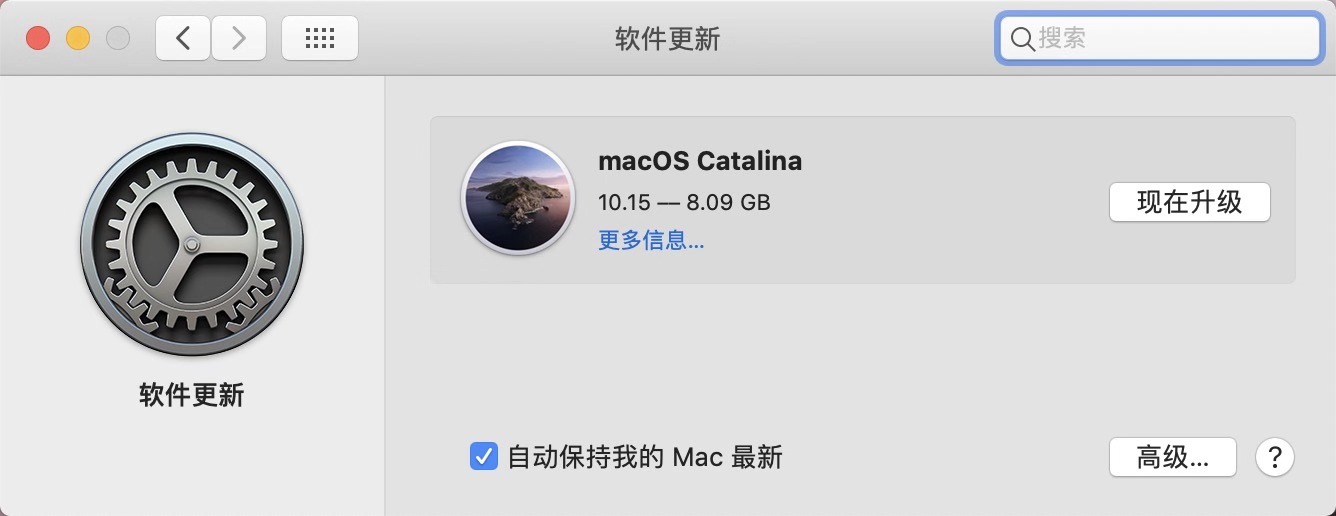 软件更新
搜索
macOS Catalina
10.15 — 8.09 GB
现在升级
更多信息...
软件更新
自动保持我的 Mac 最新
高级...
?